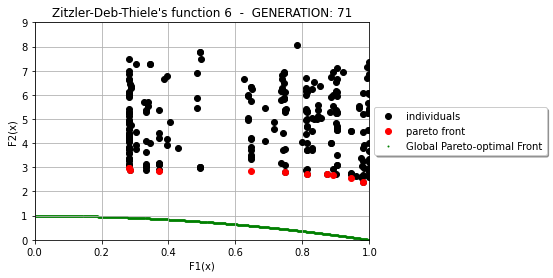 Zitzler-Deb-Thiele's function 6 - GENERATION: 71
9
8
7
6
5
4
3
2
1
0
F2(x)
0.0 0.2 0.4 0.6 0.8 1.0
F1(x)
individuals
pareto front
Global Pareto-optimal Front